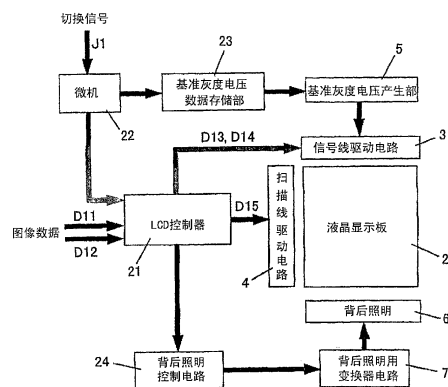 切换信号
J1
微机
22
23
基准灰度电压
数据存储部
5
基准灰度电压产生部
3
信号线驱动电路
D13, D14
图像数据
D11
D12
LCD控制器
21
D15
扫描线驱动电路
4
液晶显示板
2
背后照明
6
24
背后照明
控制电路
背后照明用
变换器电路
7